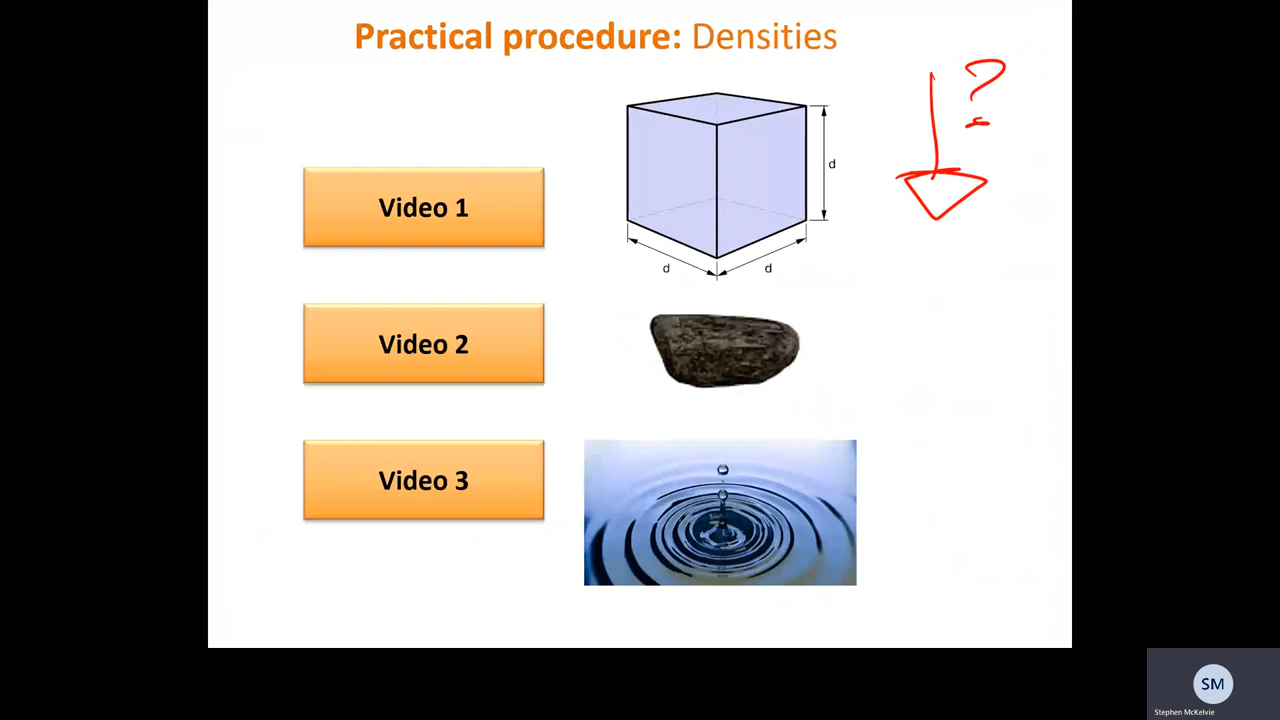 Practical procedure: Densities
?
d
Video 1
d
d
Video 2
Video 3
SM
Stephen McKelvie